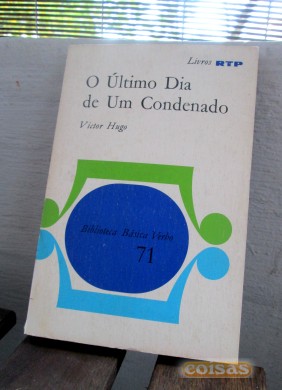 Livros RTP
O Último Dia
de Um Condenado
Victor Hugo
Biblioteca Básica Verbo
71
coisas